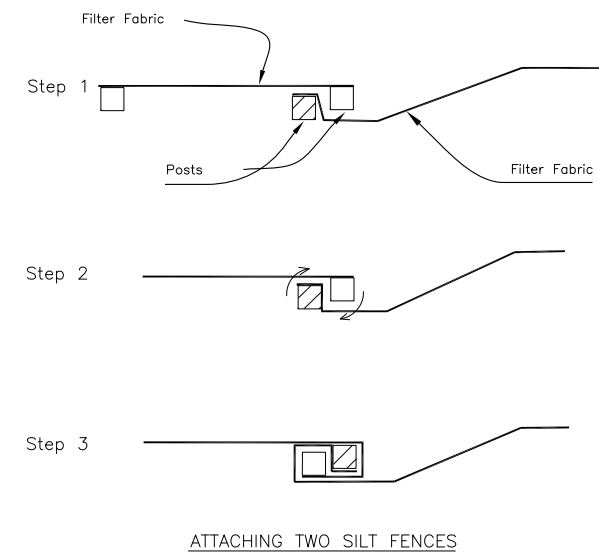 Filter Fabric
Step 1
Posts
Filter Fabric
Step 2
Step 3
ATTACHING TWO SILT FENCES